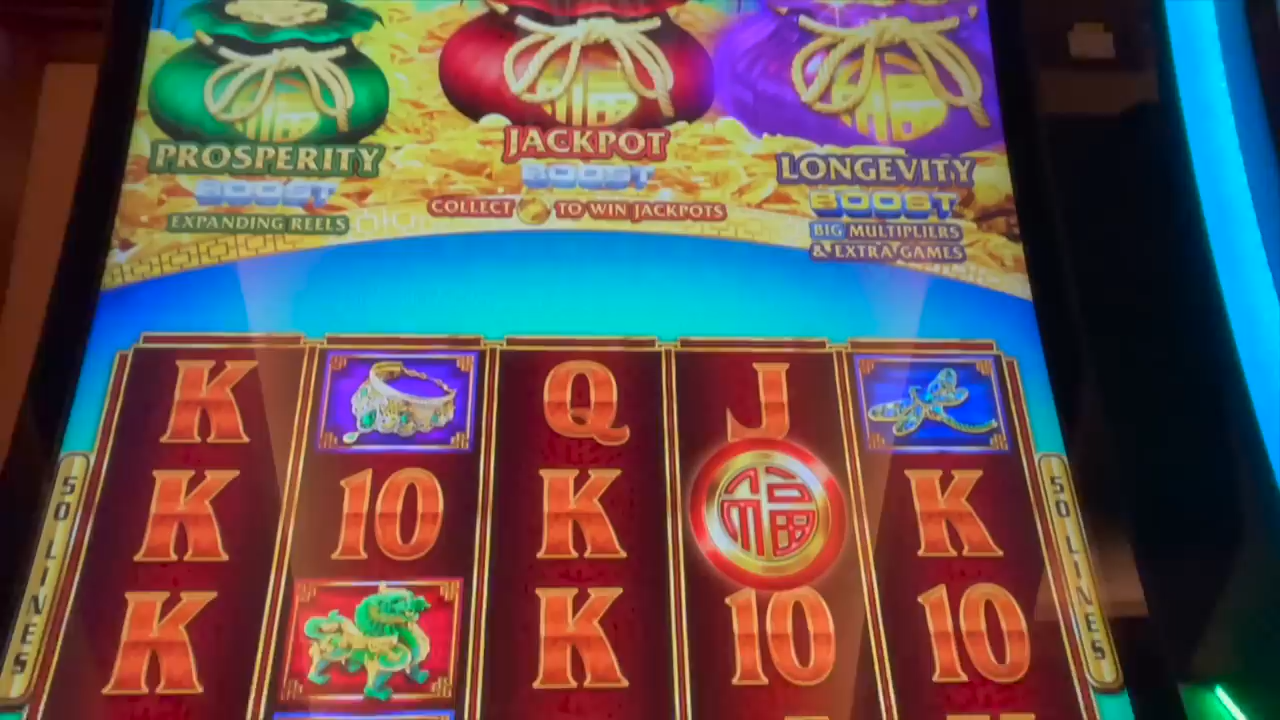 PROSPERITY
BOOST
EXPANDING REELS
JACKPOT
BOOST
COLLECT TO WIN JACKPOTS
LONGEVITY
BOOST
BIG MULTIPLIERS
& EXTRA GAMES
K Q J
50 LINES
K 10 K 福 K
50 LINES
K K 10 10